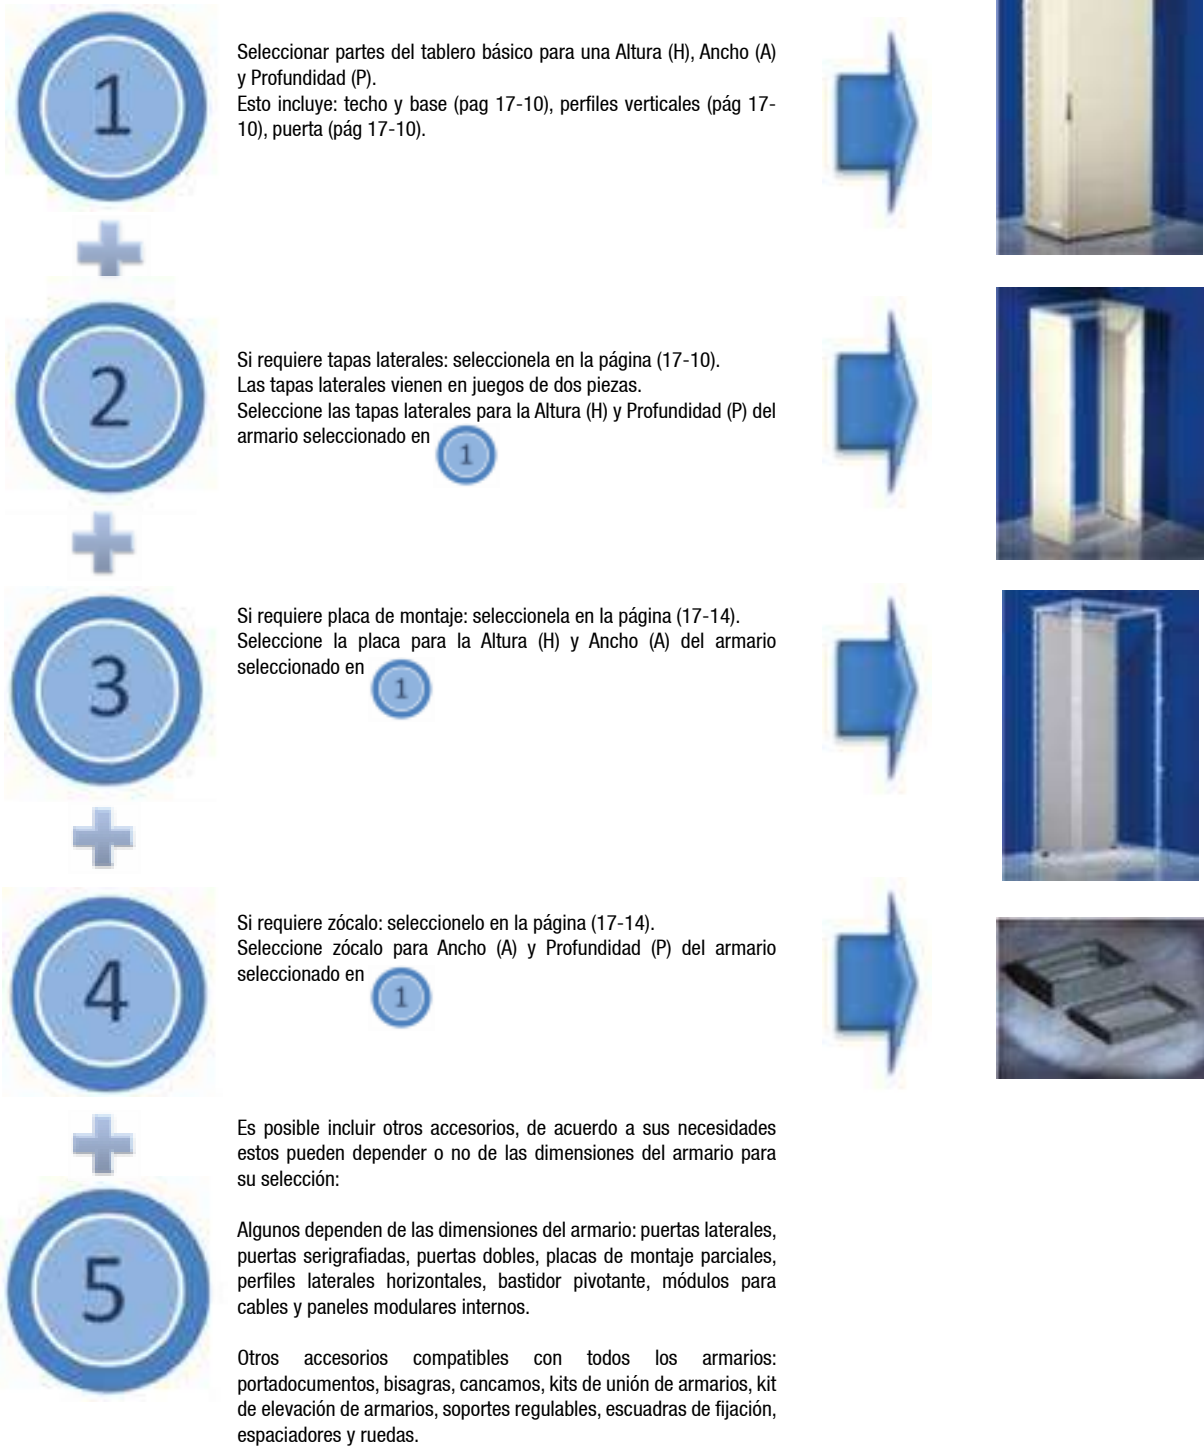 1
Seleccionar partes del tablero básico para una Altura (H), Ancho (A)
y Profundidad (P).
Esto incluye: techo y base (pag 17-10), perfiles verticales (pág 17-
10), puerta (pág 17-10).
2
Si requiere tapas laterales: seleccionela en la página (17-10).
Las tapas laterales vienen en juegos de dos piezas.
Seleccione las tapas laterales para la Altura (H) y Profundidad (P) del
armario seleccionado en 1
3
Si requiere placa de montaje: seleccionela en la página (17-14).
Seleccione la placa para la Altura (H) y Ancho (A) del armario
seleccionado en 1
4
Si requiere zócalo: seleccionelo en la página (17-14).
Seleccione zócalo para Ancho (A) y Profundidad (P) del armario
seleccionado en 1
5
Es posible incluir otros accesorios, de acuerdo a sus necesidades
estos pueden depender o no de las dimensiones del armario para
su selección:
Algunos dependen de las dimensiones del armario: puertas laterales,
puertas serigrafiadas, puertas dobles, placas de montaje parciales,
perfiles laterales horizontales, bastidor pivotante, módulos para
cables y paneles modulares internos.
Otros accesorios compatibles con todos los armarios:
portadocumentos, bisagras, cancamos, kits de unión de armarios, kit
de elevación de armarios, soportes regulables, escuadras de fijación,
espaciadores y ruedas.